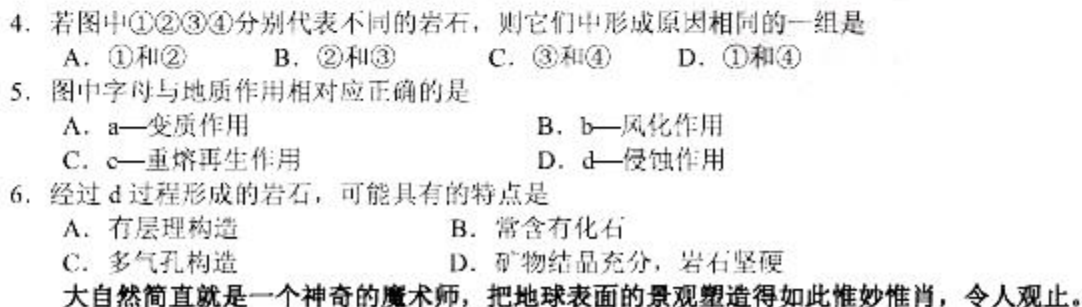 4．若图中①②③④分别代表不同的岩石，则它们中形成原因相同的一组是
A．①和② B．②和③ C．③和④ D．①和④
5．图中字母与地质作用相对应正确的是
A．a—变质作用 B．b—风化作用
C．c—重熔再生作用 D．d—侵蚀作用
6．经过 d 过程形成的岩石，可能具有的特点是
A．有层理构造 B．常含有化石
C．多气孔构造 D．矿物结晶充分，岩石坚硬
大自然简直就是一个神奇的魔术师，把地球表面的景观塑造得如此惟妙惟肖，令人观止。